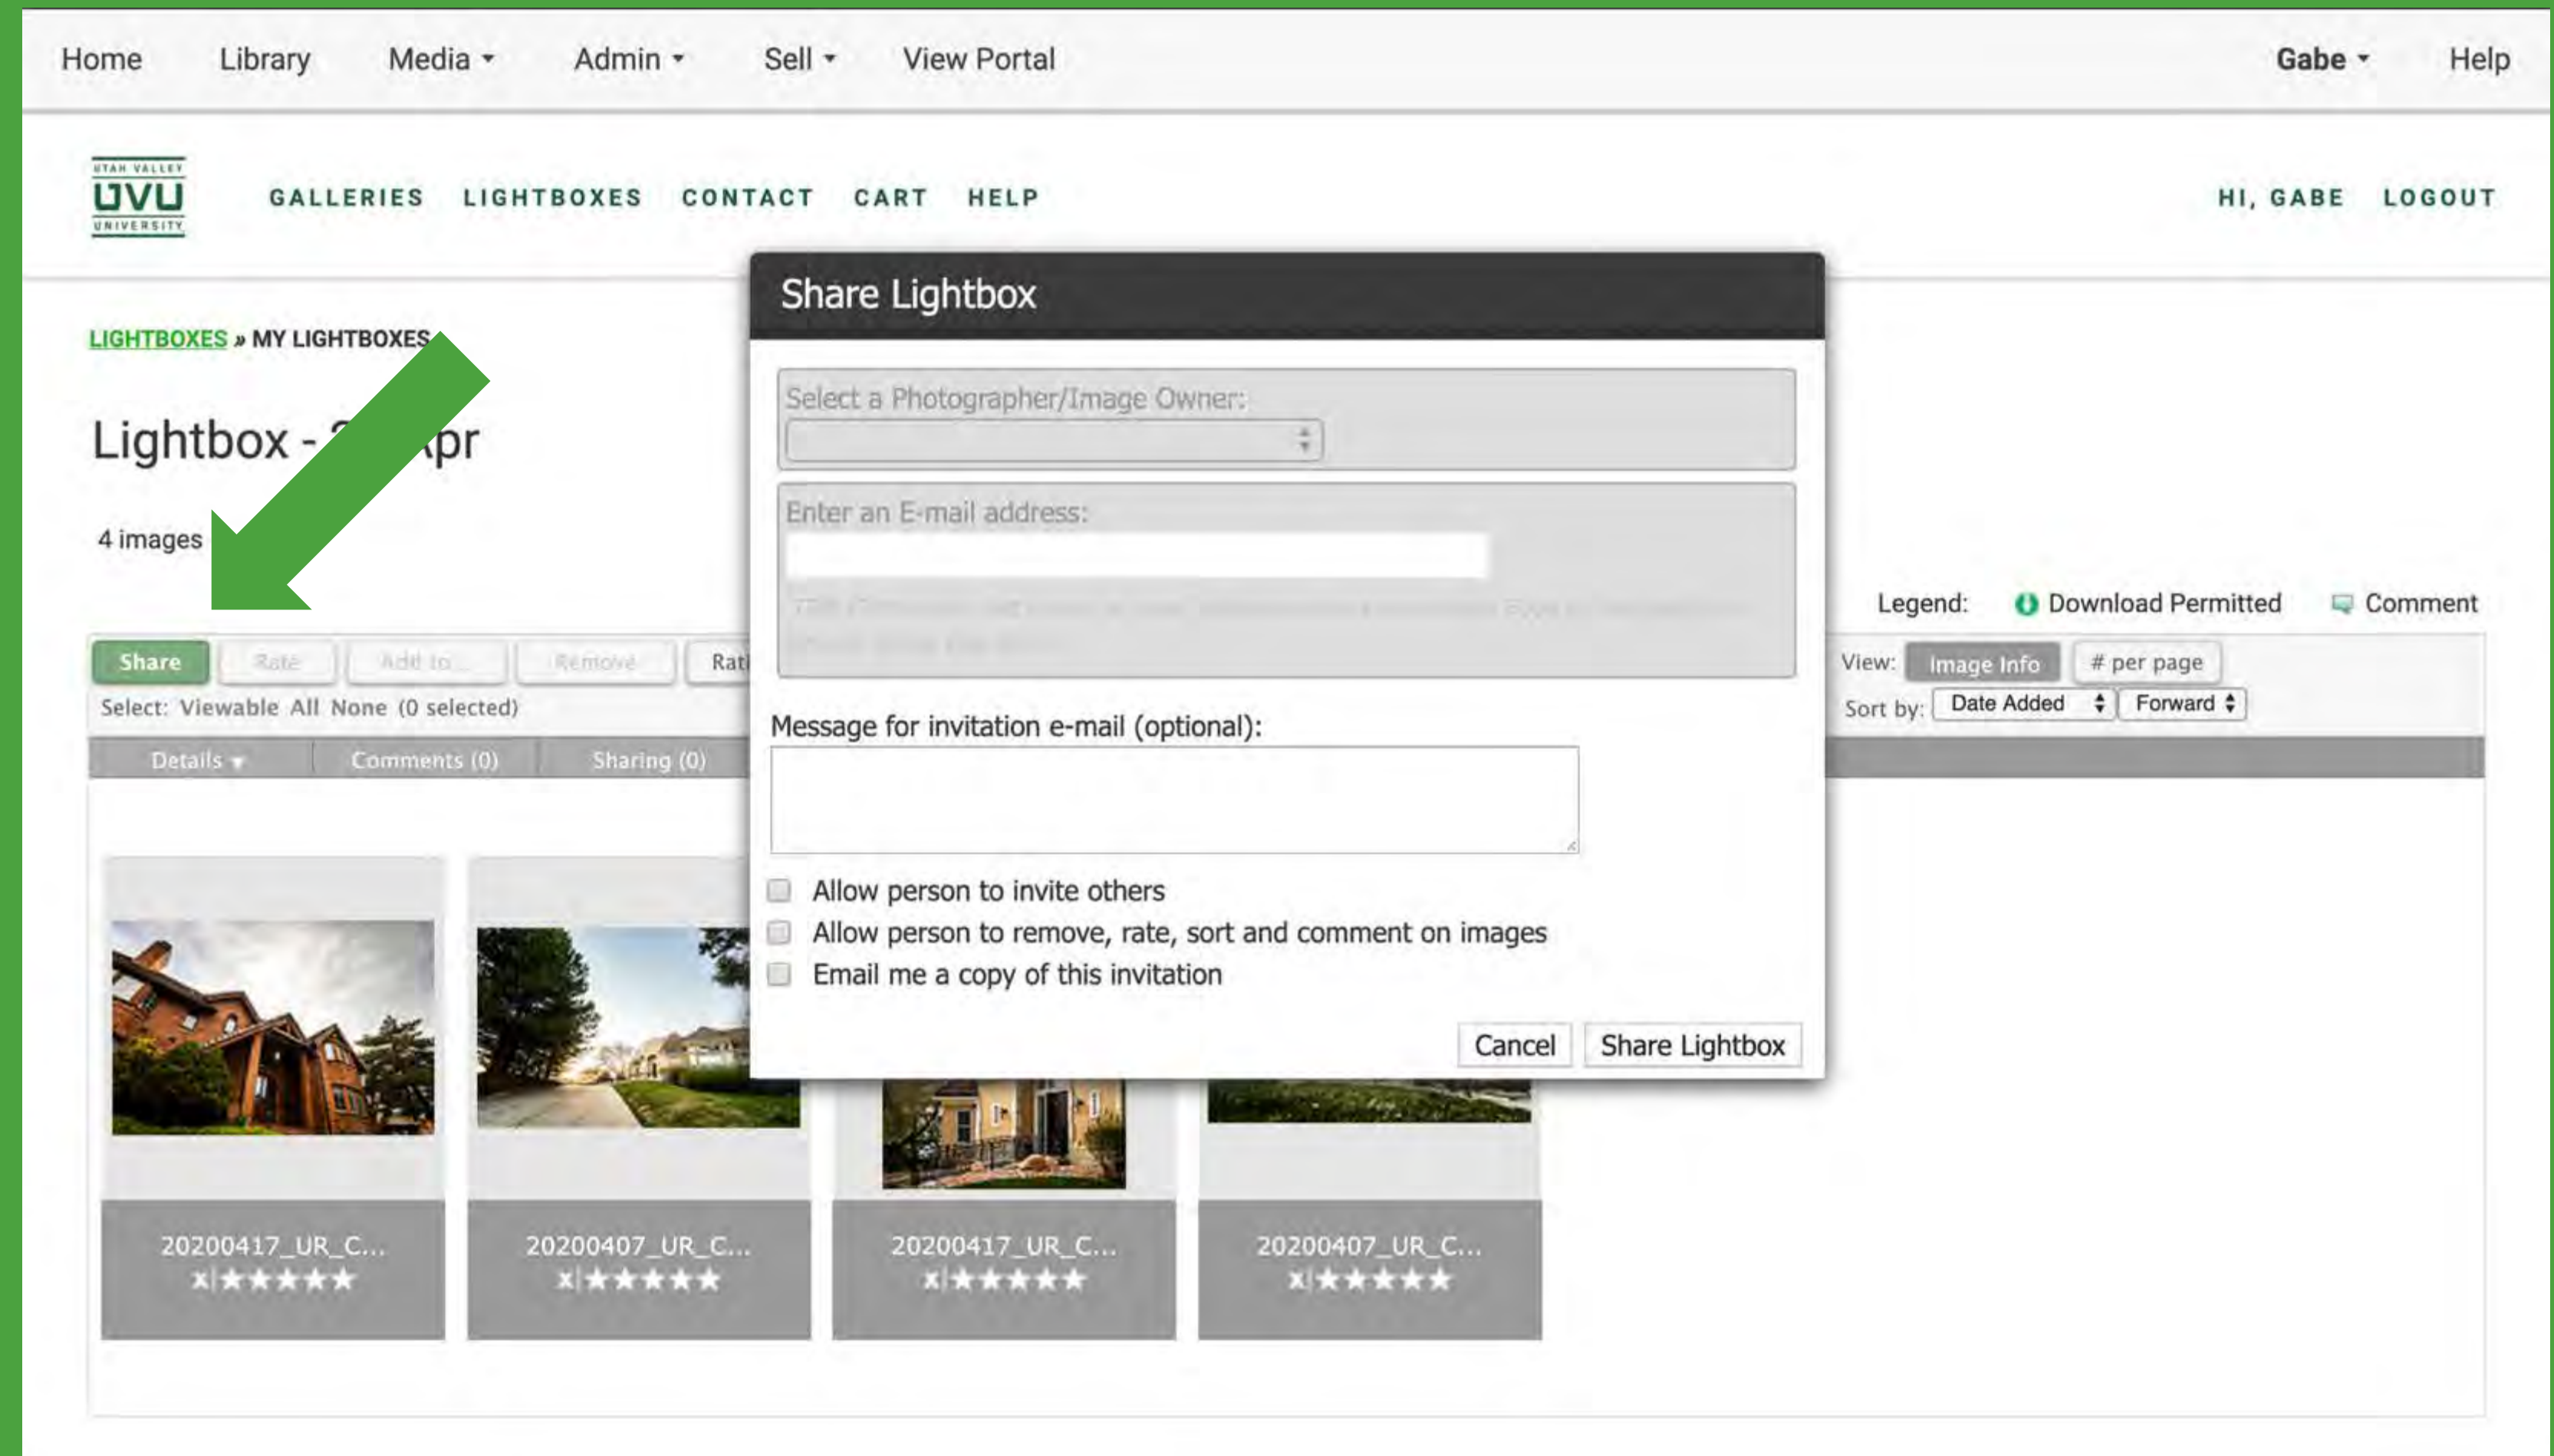 Home Library Media Admin Sell View Portal Gabe Help
UTAH VALLEY
UVU
UNIVERSITY
GALLERIES LIGHTBOXES CONTACT CART HELP HI, GABE LOGOUT
LIGHTBOXES » MY LIGHTBOXES
Lightbox - Apr
4 images
Share Lightbox
Select a Photographer/Image Owner:
Enter an E-mail address:
Message for invitation e-mail (optional):
Allow person to invite others
Allow person to remove, rate, sort and comment on images
Email me a copy of this invitation
Cancel Share Lightbox
Legend: Download Permitted Comment
Share Rate Add to... Remove
View: Image Info # per page
Select: Viewable All None (0 selected)
Sort by: Date Added Forward
Details Comments (0) Sharing (0)
20200417_UR_C... 20200407_UR_C... 20200417_UR_C... 20200407_UR_C...
x|★★★★★ x|★★★★★ x|★★★★★ x|★★★★★